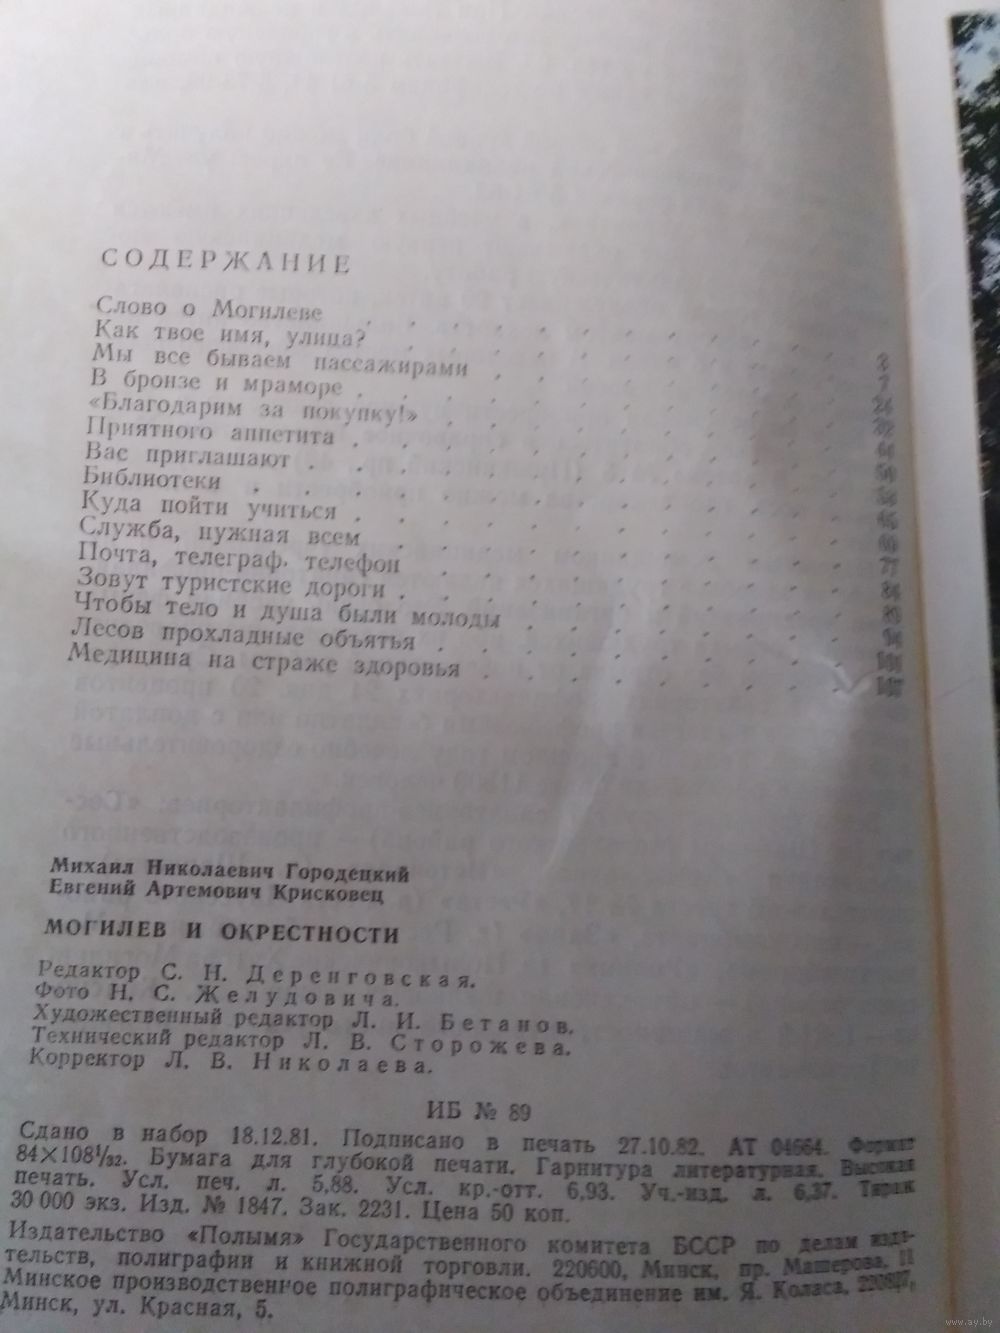 СОДЕРЖАНИЕ
Слово о Могилеве
Как твое имя, улица?
Мы все бываем пассажирами
В бронзе и мраморе
«Благодарим за покупку!»
Приятного аппетита
Вас приглашают
Библиотеки
Куда пойти учиться
Служба, нужная всем
Почта, телеграф. телефон
Зовут туристские дороги
Чтобы тело и душа были молоды
Лесов прохладные объятья
Медицина на страже здоровья
Михаил Николаевич Городецкий
Евгений Артемович Крисковец
МОГИЛЕВ И ОКРЕСТНОСТИ
Редактор С. Н. Деренговская.
Фото Н. С. Желудовича.
Художественный редактор Л. И. Бетанов.
Технический редактор Л. В. Сторожева.
Корректор Л. В. Николаева.
ИБ № 89
Сдано в набор 18.12.81. Подписано в печать 27.10.82. АТ 04664. Формат
84×108 1/32. Бумага для глубокой печати. Гарнитура литературная. Высокая
печать. Усл. печ. л. 5,88. Усл. кр.-отт. 6,93. Уч.-изд. л. 6,37. Тираж
30 000 экз. Изд. № 1847. Зак. 2231. Цена 50 коп.
Издательство «Полымя» Государственного комитета БССР по делам изда-
тельств, полиграфии и книжной торговли. 220600, Минск, пр. Машерова, 11
Минское производственное полиграфическое объединение им. Я. Коласа,
Минск, ул. Красная, 5.
www.ay.by